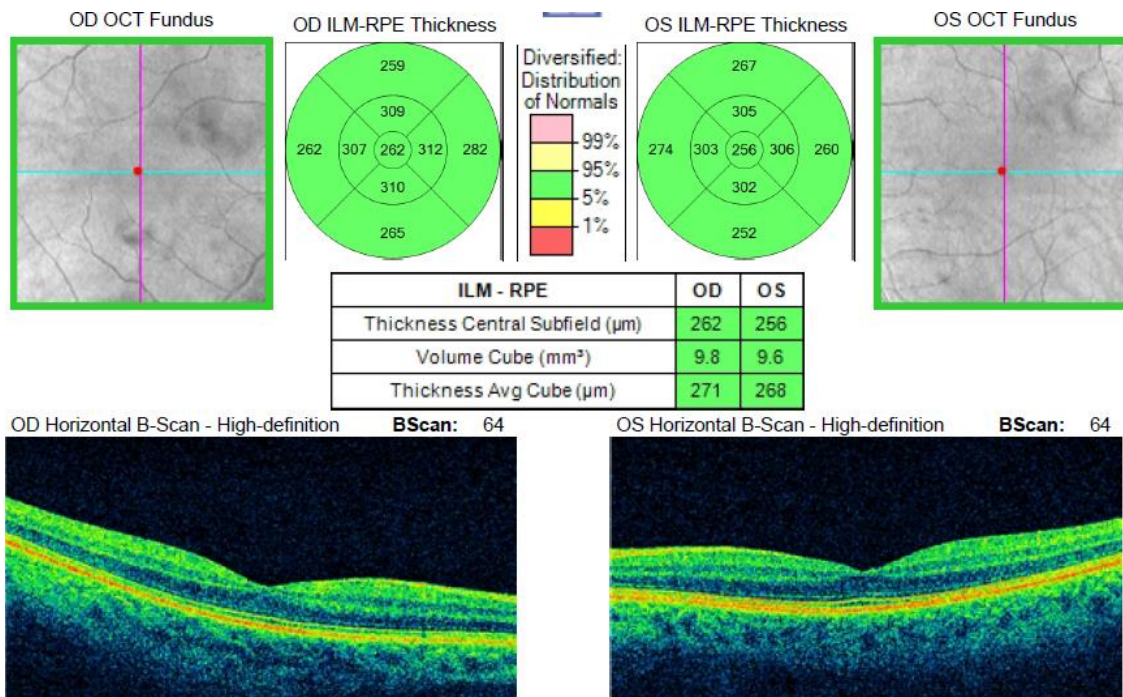 OD OCT Fundus
OD ILM-RPE Thickness
OS ILM-RPE Thickness
OS OCT Fundus
259
309
262 307 262 312 282
310
265
Diversified:
Distribution
of Normals
99%
95%
5%
1%
267
305
274 303 256 306 260
302
252
ILM - RPE OD OS
Thickness Central Subfield (µm) 262 256
Volume Cube (mm³) 9.8 9.6
Thickness Avg Cube (µm) 271 268
OD Horizontal B-Scan - High-definition BScan: 64
OS Horizontal B-Scan - High-definition BScan: 64